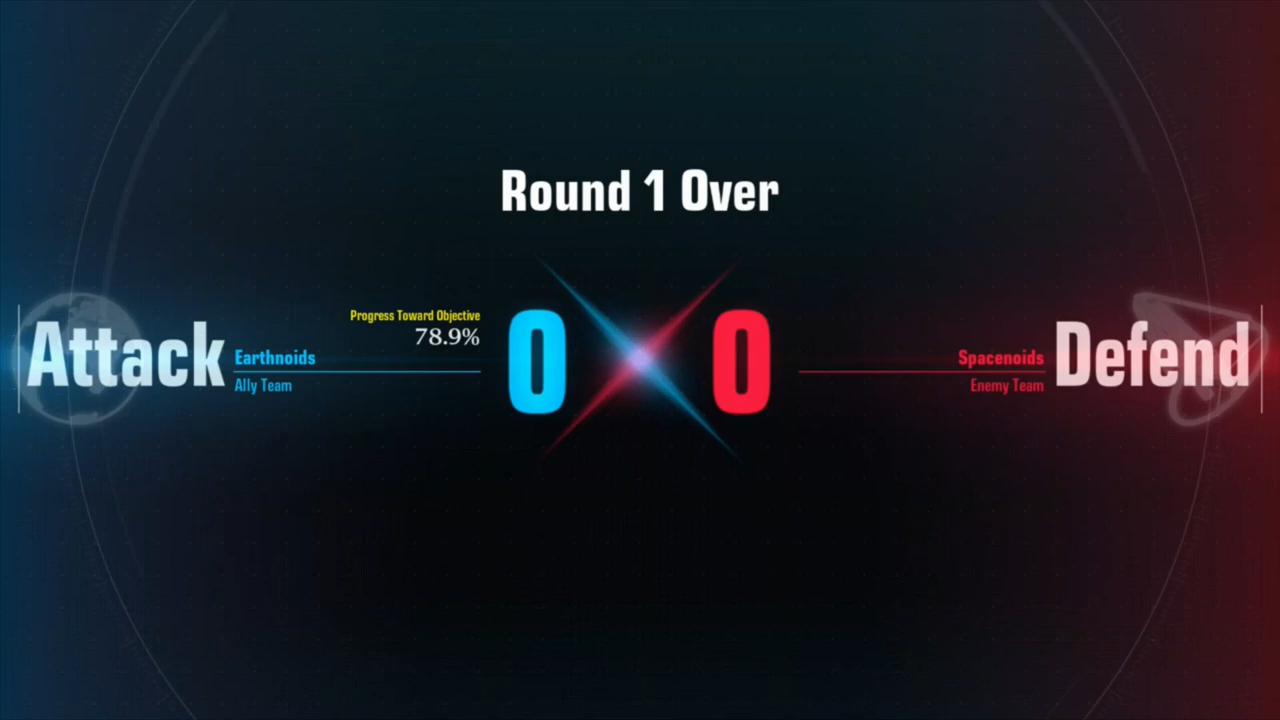 Round 1 Over
Progress Toward Objective
78.9%
0
0
Attack
Earthnoids
Ally Team
Spacenoids
Enemy Team
Defend